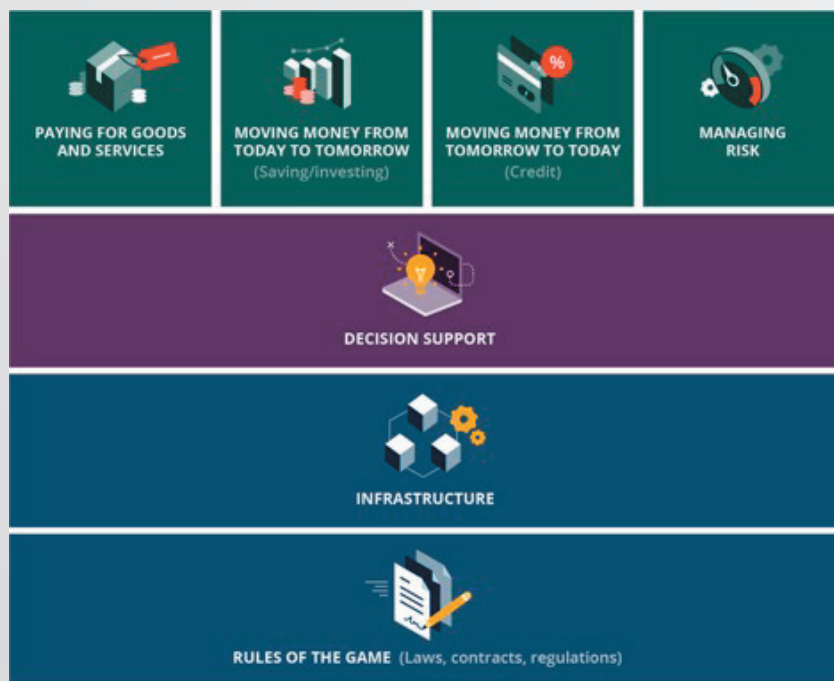 PAYING FOR GOODS
AND SERVICES
MOVING MONEY FROM
TODAY TO TOMORROW
(Saving/investing)
%
MOVING MONEY FROM
TOMORROW TO TODAY
(Credit)
MANAGING
RISK
DECISION SUPPORT
INFRASTRUCTURE
RULES OF THE GAME (Laws, contracts, regulations)